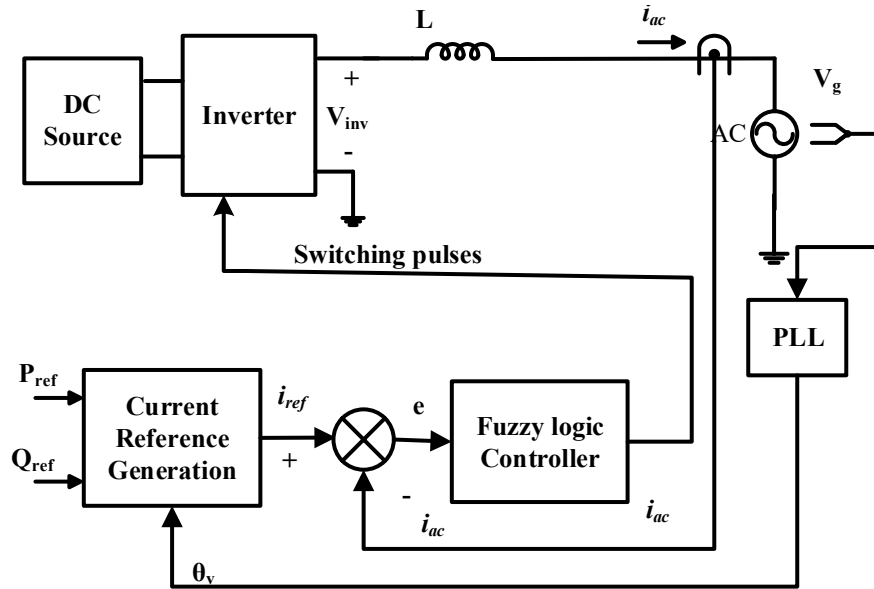 L
i_ac
V_g
DC
Source
Inverter
+
V_inv
-
AC
Switching pulses
PLL
P_ref
Q_ref
Current
Reference
Generation
i_ref
+
e
-
i_ac
Fuzzy logic
Controller
i_ac
θ_v